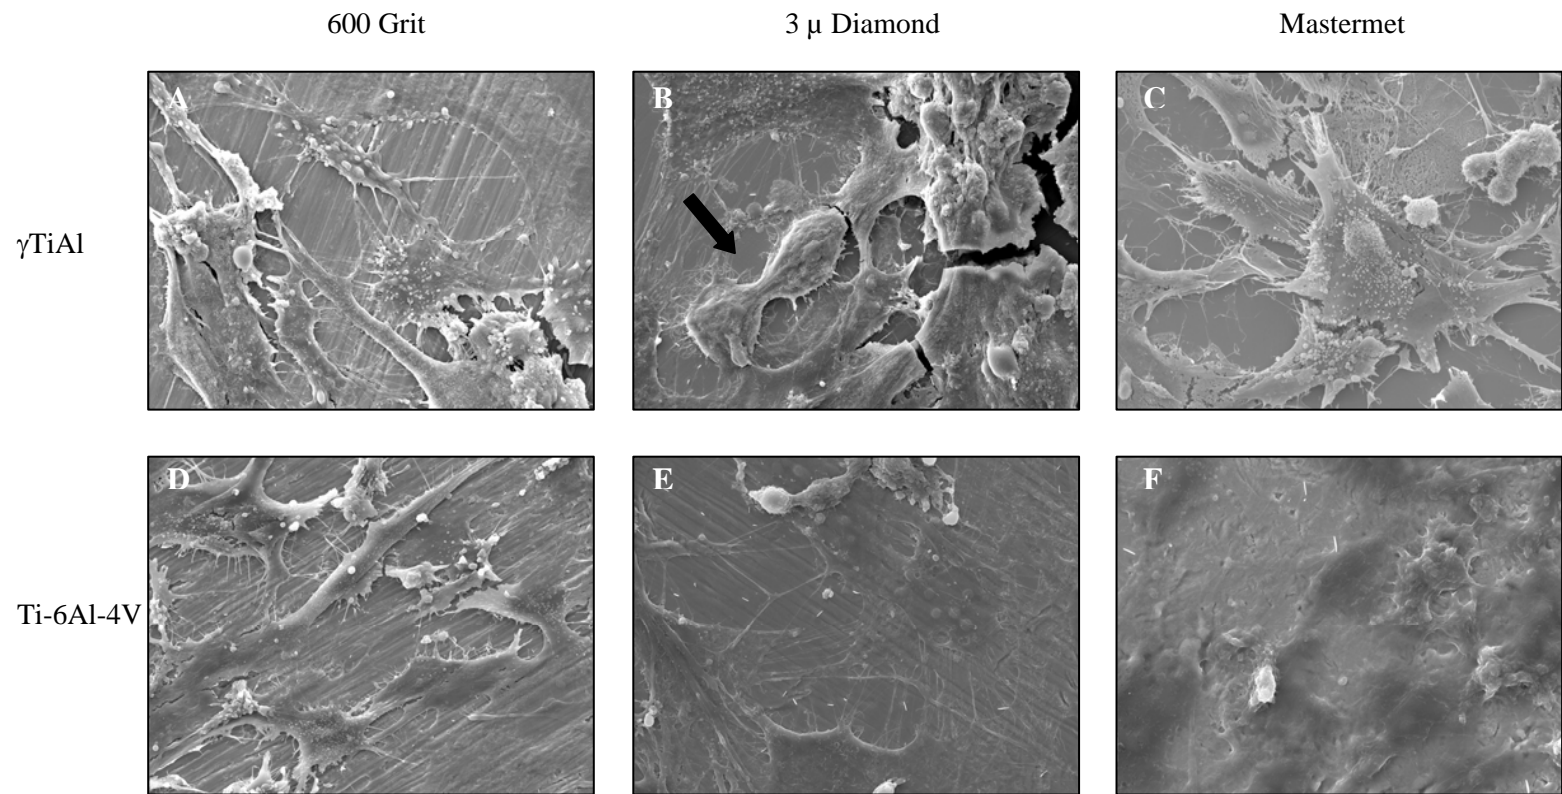 600 Grit
3 µ Diamond
Mastermet
γTiAl
A
B
C
Ti-6Al-4V
D
E
F